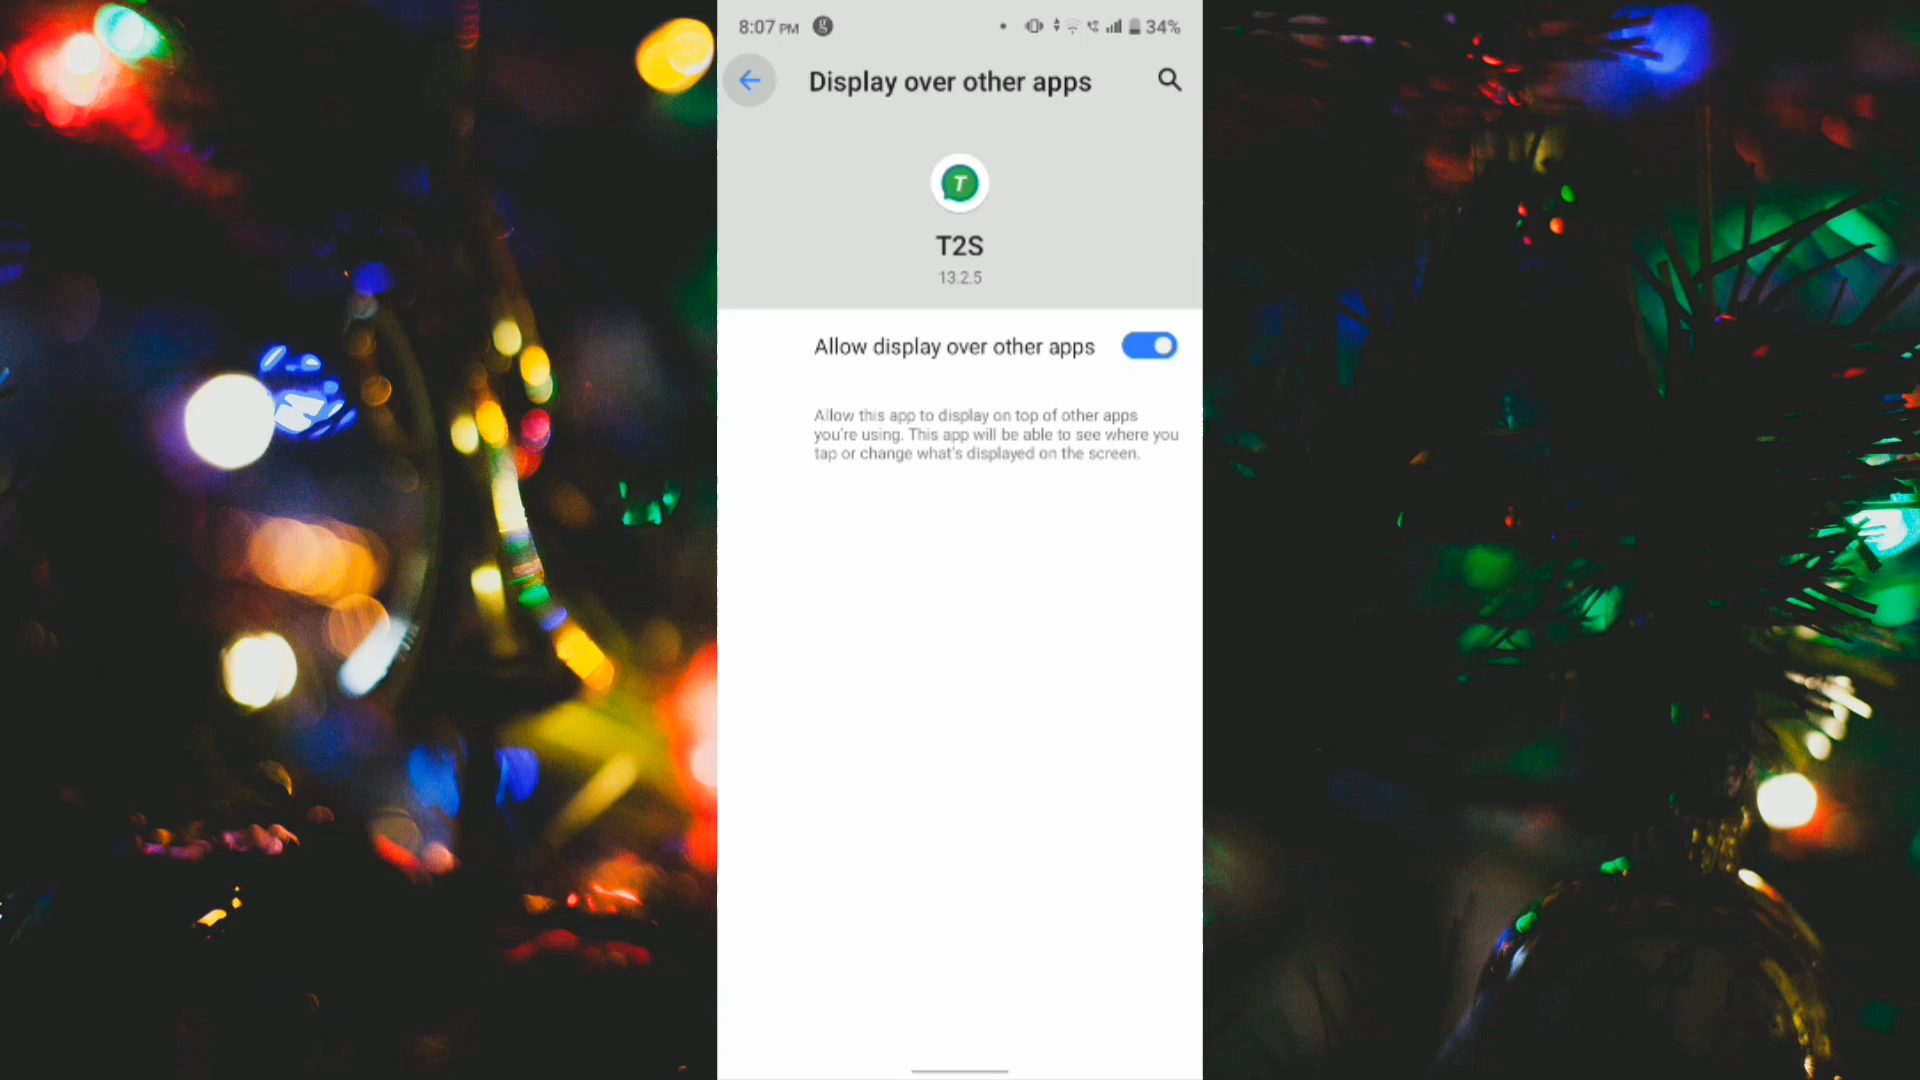 8:07 PM
34%
Display over other apps
T
T2S
13.2.5
Allow display over other apps
Allow this app to display on top of other apps
you're using. This app will be able to see where you
tap or change what's displayed on the screen.